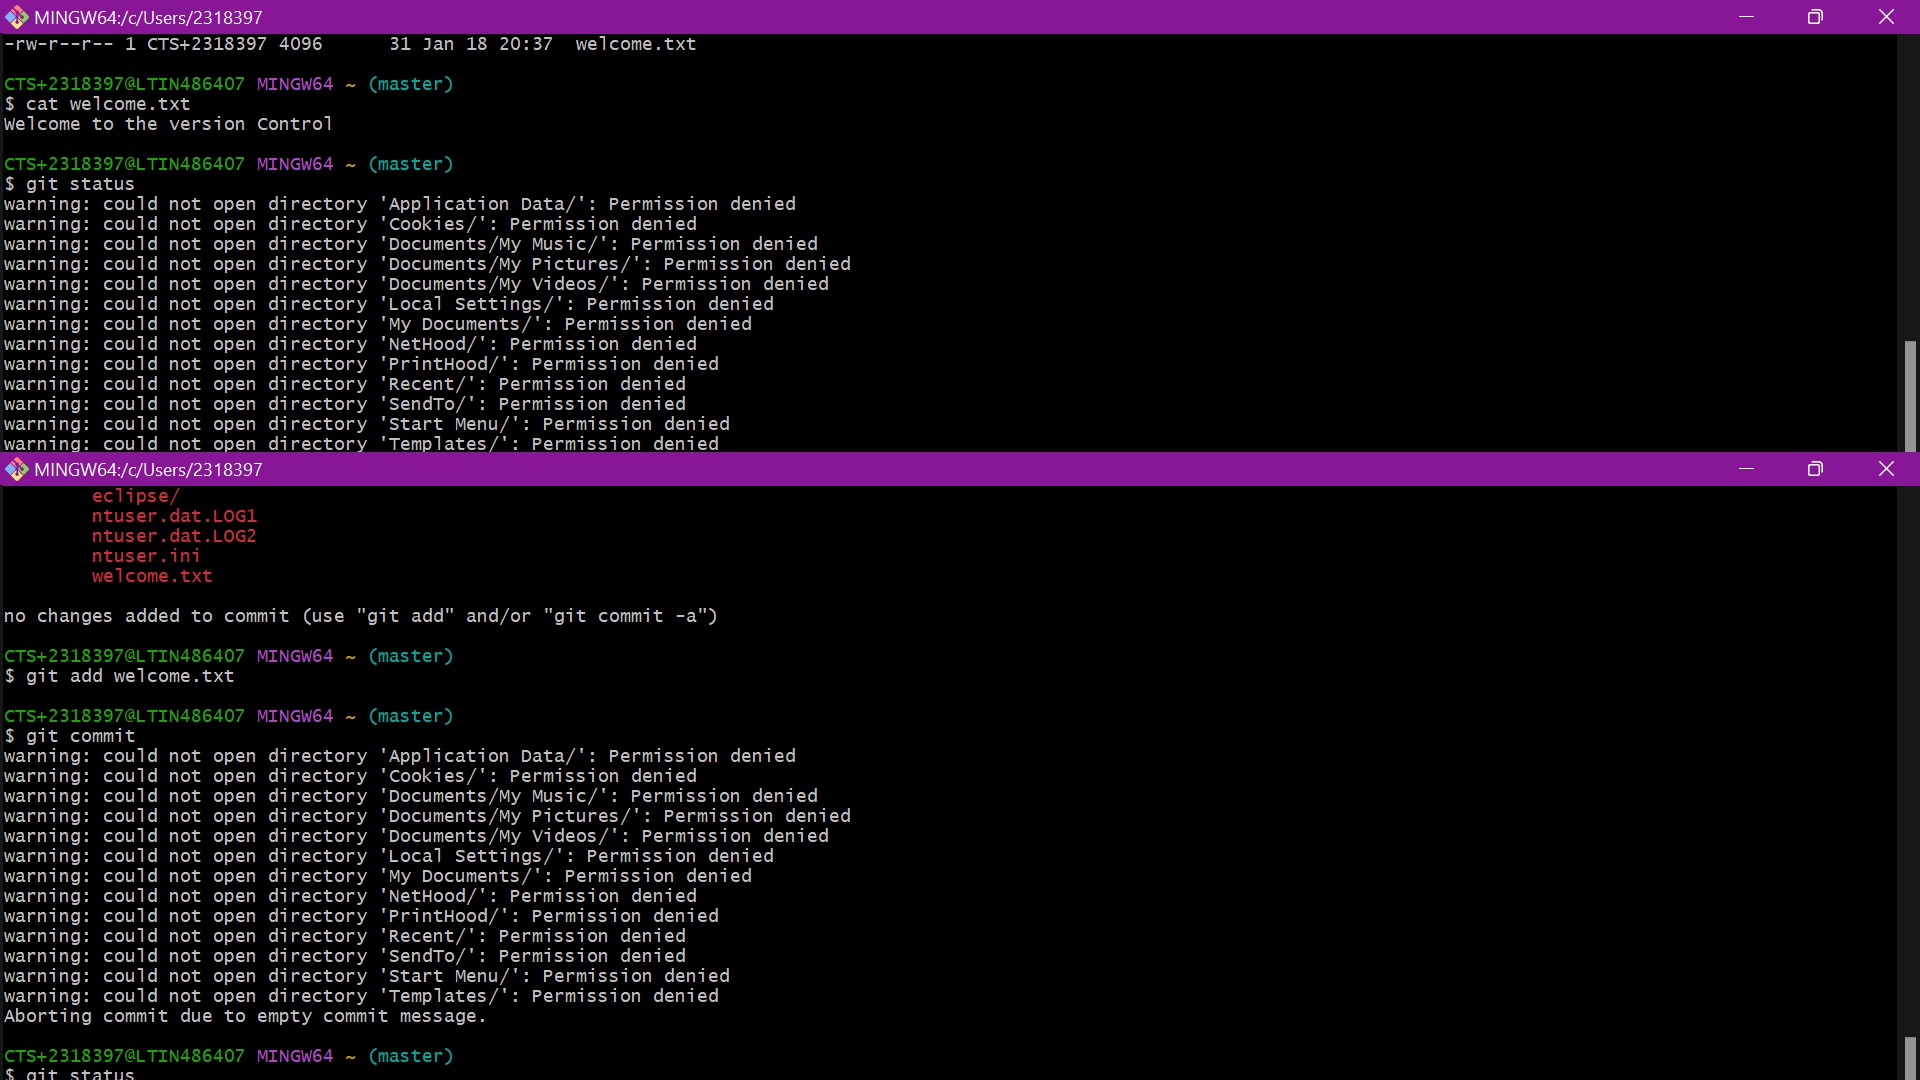 MINGW64:/c/Users/2318397
-rw-r--r-- 1 CTS+2318397 4096      31 Jan 18 20:37  welcome.txt
CTS+2318397@LTIN486407 MINGW64 ~ (master)
$ cat welcome.txt
Welcome to the version Control
CTS+2318397@LTIN486407 MINGW64 ~ (master)
$ git status
warning: could not open directory 'Application Data/': Permission denied
warning: could not open directory 'Cookies/': Permission denied
warning: could not open directory 'Documents/My Music/': Permission denied
warning: could not open directory 'Documents/My Pictures/': Permission denied
warning: could not open directory 'Documents/My Videos/': Permission denied
warning: could not open directory 'Local Settings/': Permission denied
warning: could not open directory 'My Documents/': Permission denied
warning: could not open directory 'NetHood/': Permission denied
warning: could not open directory 'PrintHood/': Permission denied
warning: could not open directory 'Recent/': Permission denied
warning: could not open directory 'SendTo/': Permission denied
warning: could not open directory 'Start Menu/': Permission denied
warning: could not open directory 'Templates/': Permission denied
MINGW64:/c/Users/2318397
eclipse/
ntuser.dat.LOG1
ntuser.dat.LOG2
ntuser.ini
welcome.txt
no changes added to commit (use "git add" and/or "git commit -a")
CTS+2318397@LTIN486407 MINGW64 ~ (master)
$ git add welcome.txt
CTS+2318397@LTIN486407 MINGW64 ~ (master)
$ git commit
warning: could not open directory 'Application Data/': Permission denied
warning: could not open directory 'Cookies/': Permission denied
warning: could not open directory 'Documents/My Music/': Permission denied
warning: could not open directory 'Documents/My Pictures/': Permission denied
warning: could not open directory 'Documents/My Videos/': Permission denied
warning: could not open directory 'Local Settings/': Permission denied
warning: could not open directory 'My Documents/': Permission denied
warning: could not open directory 'NetHood/': Permission denied
warning: could not open directory 'PrintHood/': Permission denied
warning: could not open directory 'Recent/': Permission denied
warning: could not open directory 'SendTo/': Permission denied
warning: could not open directory 'Start Menu/': Permission denied
warning: could not open directory 'Templates/': Permission denied
Aborting commit due to empty commit message.
CTS+2318397@LTIN486407 MINGW64 ~ (master)
$ git status